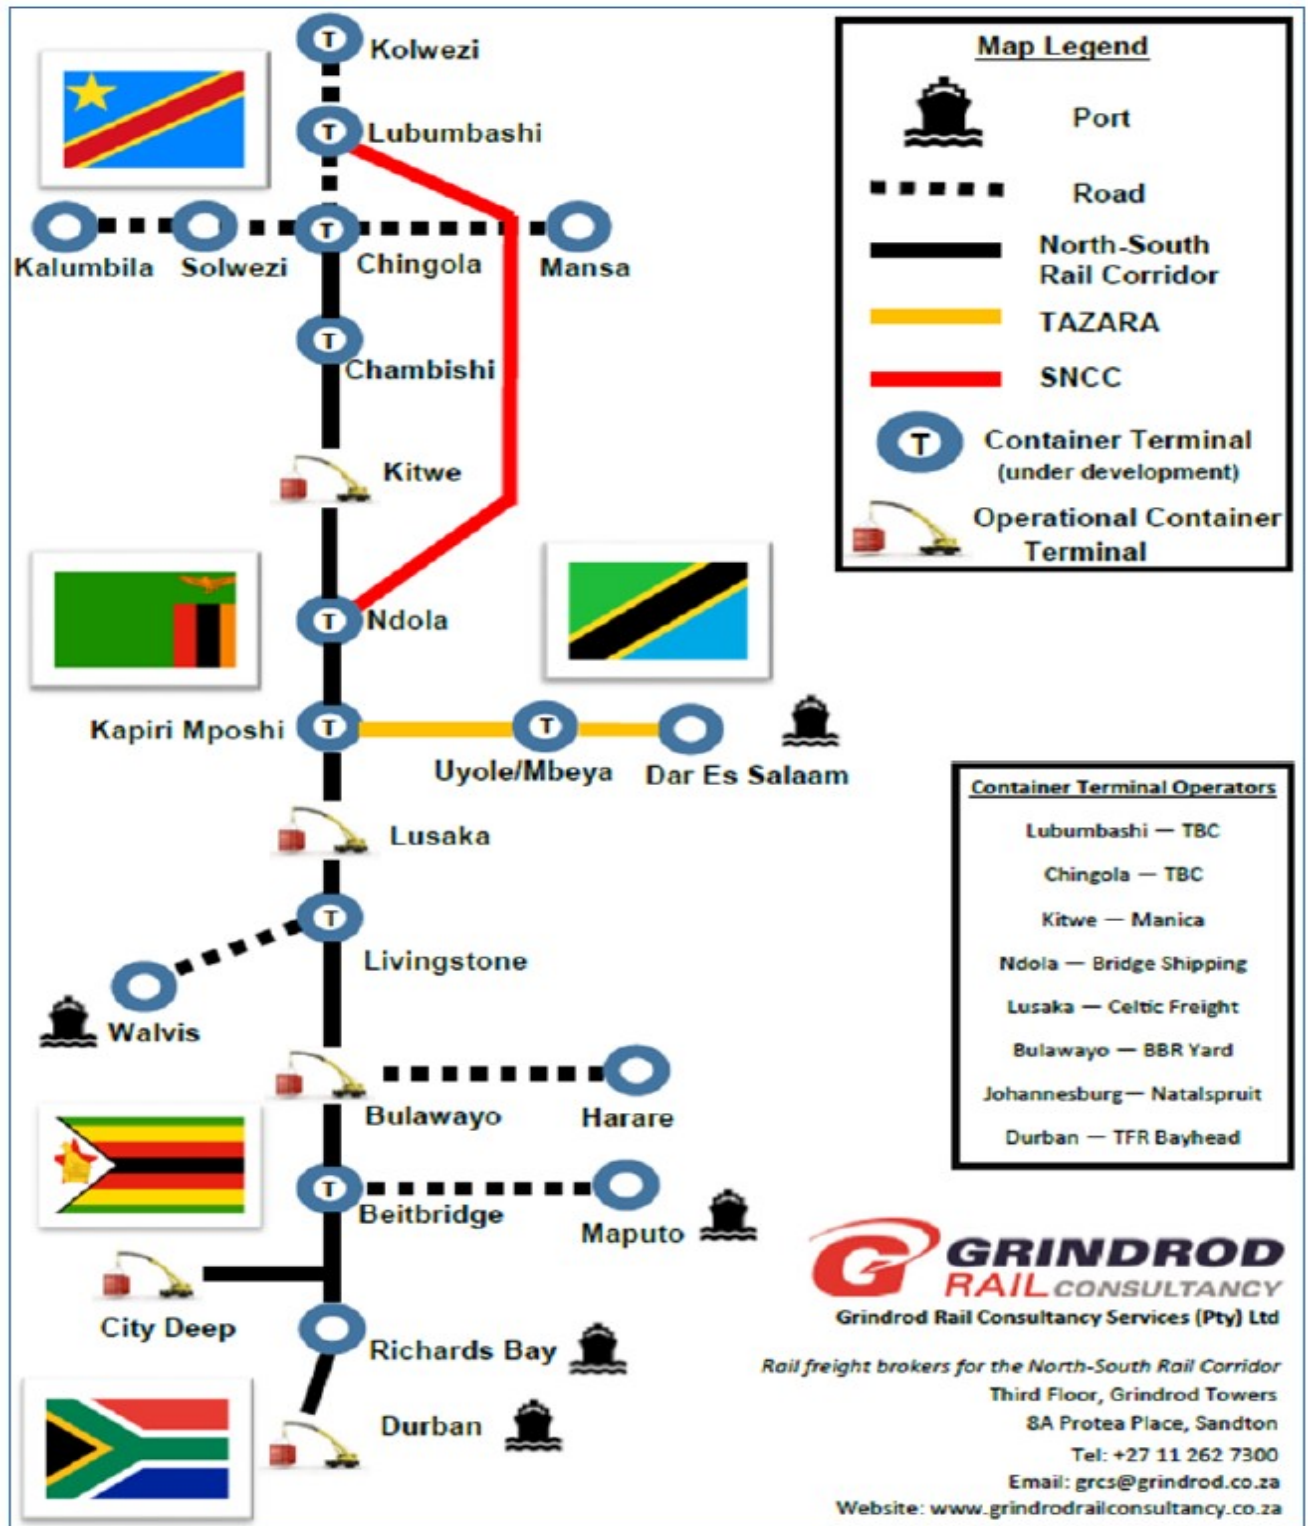 T
Kolwezi
T
Lubumbashi
T
Kalumbila
Solwezi
Chingola
Mansa
T
Chambishi
Kitwe
T
Ndola
Kapiri Mposhi
T
T
Uyole/Mbeya
Dar Es Salaam
Lusaka
T
Livingstone
Walvis
Bulawayo
Harare
T
Beitbridge
Maputo
City Deep
Richards Bay
Durban
Map Legend
Port
Road
North-South
Rail Corridor
TAZARA
SNCC
T
Container Terminal
(under development)
Operational Container
Terminal
Container Terminal Operators
Lubumbashi — TBC
Chingola — TBC
Kitwe — Manica
Ndola — Bridge Shipping
Lusaka — Celtic Freight
Bulawayo — BBR Yard
Johannesburg— Natalspruit
Durban — TFR Bayhead
GRINDROD
RAIL CONSULTANCY
Grindrod Rail Consultancy Services (Pty) Ltd
Rail freight brokers for the North-South Rail Corridor
Third Floor, Grindrod Towers
8A Protea Place, Sandton
Tel: +27 11 262 7300
Email: grcs@grindrod.co.za
Website: www.grindrodrailconsultancy.co.za